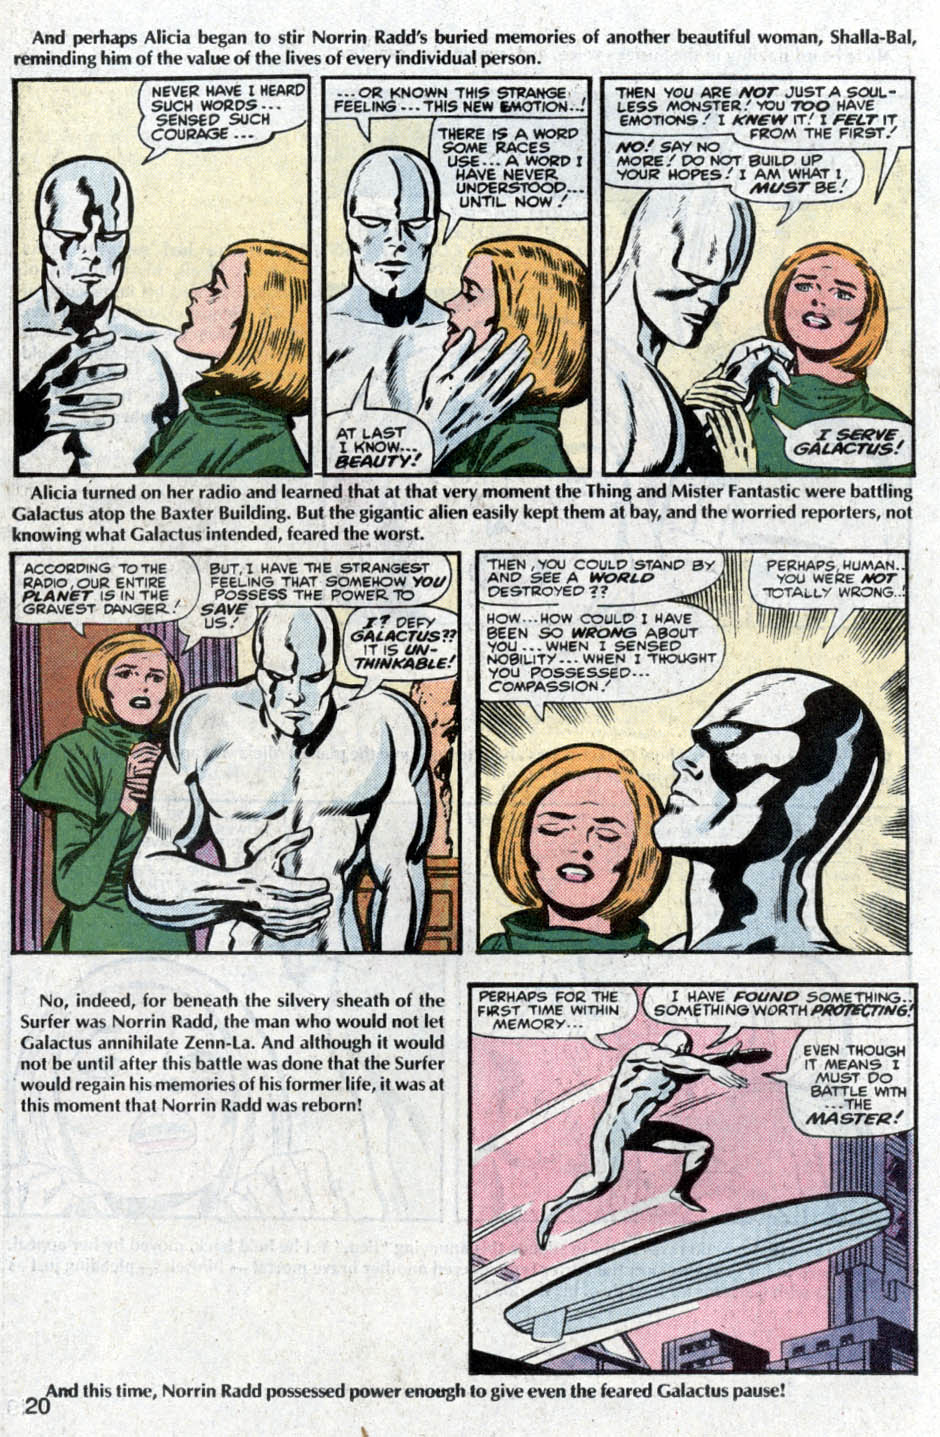 And perhaps Alicia began to stir Norrin Radd's buried memories of another beautiful woman, Shalla-Bal,
reminding him of the value of the lives of every individual person.
NEVER HAVE I HEARD
SUCH WORDS...
SENSED SUCH
COURAGE...
...OR KNOWN THIS STRANGE
FEELING...THIS NEW EMOTION..!
THERE IS A WORD
SOME RACES
USE... A WORD I
HAVE NEVER
UNDERSTOOD...
UNTIL NOW!
AT LAST
I KNOW...
BEAUTY!
THEN YOU ARE NOT JUST A SOUL-
LESS MONSTER! YOU TOO HAVE
EMOTIONS! I KNEW IT! I FELT IT
FROM THE FIRST!
NO! SAY NO
MORE! DO NOT BUILD UP
YOUR HOPES! I AM WHAT I
MUST BE!
I SERVE
GALACTUS!
Alicia turned on her radio and learned that at that very moment the Thing and Mister Fantastic were battling
Galactus atop the Baxter Building. But the gigantic alien easily kept them at bay, and the worried reporters, not
knowing what Galactus intended, feared the worst.
ACCORDING TO THE
RADIO, OUR ENTIRE
PLANET IS IN THE
GRAVEST DANGER!
BUT, I HAVE THE STRANGEST
FEELING THAT SOMEHOW YOU
POSSESS THE POWER TO
SAVE
US!
I? DEFY
GALACTUS??
IT IS UN-
THINKABLE!
THEN, YOU COULD STAND BY
AND SEE A WORLD
DESTROYED??
HOW...HOW COULD I HAVE
BEEN SO WRONG ABOUT
YOU...WHEN I SENSED
NOBILITY...WHEN I THOUGHT
YOU POSSESSED...
COMPASSION!
PERHAPS, HUMAN..
YOU WERE NOT
TOTALLY WRONG..!
No, indeed, for beneath the silvery sheath of the
Surfer was Norrin Radd, the man who would not let
Galactus annihilate Zenn-La. And although it would
not be until after this battle was done that the Surfer
would regain his memories of his former life, it was at
this moment that Norrin Radd was reborn!
PERHAPS FOR THE
FIRST TIME WITHIN
MEMORY...
I HAVE FOUND SOMETHING..
SOMETHING WORTH PROTECTING!
EVEN THOUGH
IT MEANS I
MUST DO
BATTLE WITH
...THE
MASTER!
And this time, Norrin Radd possessed power enough to give even the feared Galactus pause!
20